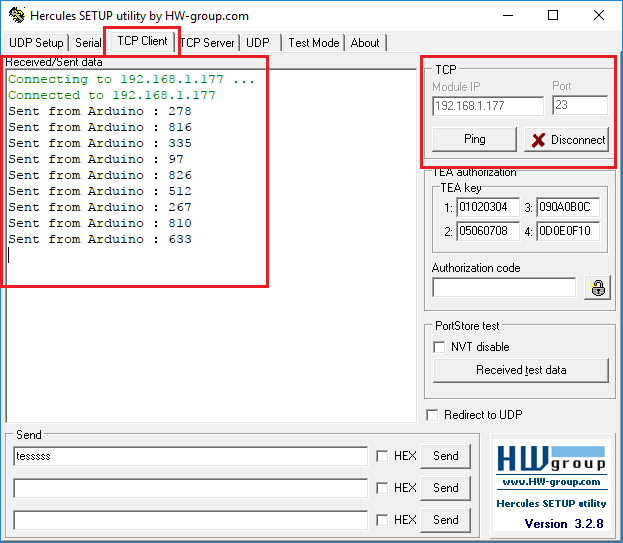 Hercules SETUP utility by HW-group.com
UDP Setup Serial TCP Client TCP Server UDP Test Mode About
Received/Sent data
Connecting to 192.168.1.177 ...
Connected to 192.168.1.177
Sent from Arduino : 278
Sent from Arduino : 816
Sent from Arduino : 335
Sent from Arduino : 97
Sent from Arduino : 826
Sent from Arduino : 512
Sent from Arduino : 267
Sent from Arduino : 810
Sent from Arduino : 633
TCP
Module IP Port
192.168.1.177 23
Ping Disconnect
TEA authorization
TEA key
1: 01020304 3: 090A0B0C
2: 05060708 4: 0D0E0F10
Authorization code
PortStore test
NVT disable
Received test data
Redirect to UDP
Send
tesssss HEX Send
HEX Send
HEX Send
HW group
www.HW-group.com
Hercules SETUP utility
Version 3.2.8